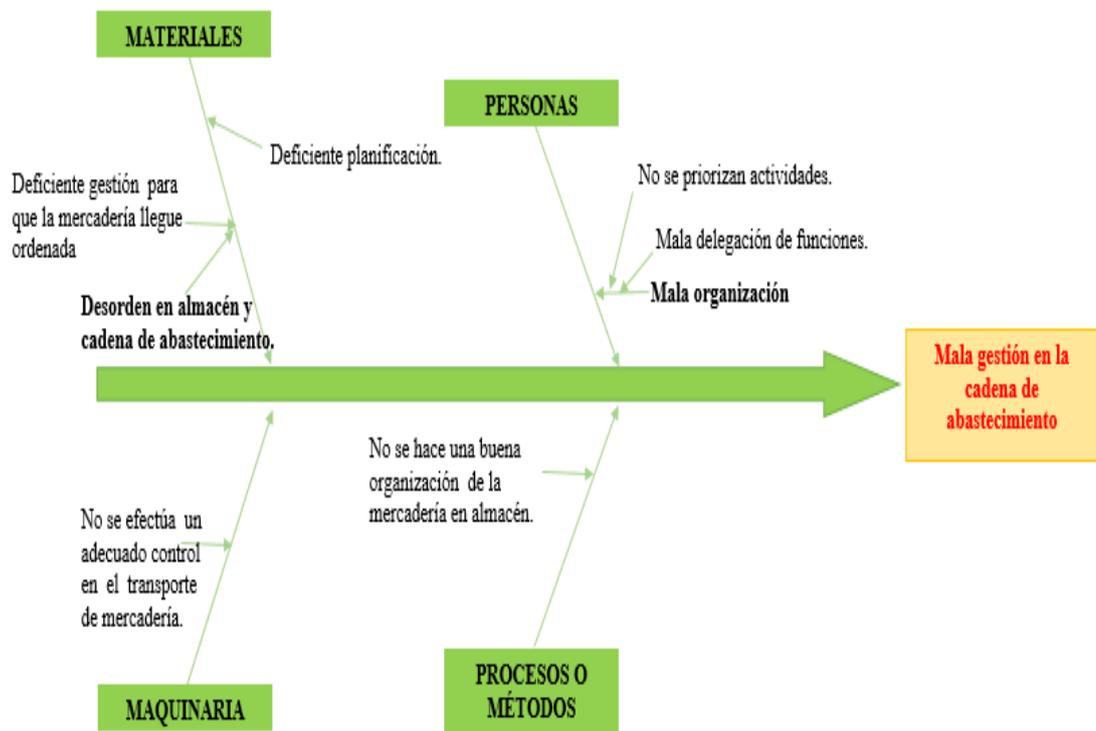 MATERIALES
PERSONAS
Deficiente planificación.
Deficiente gestión para
que la mercadería llegue
ordenada
No se priorizan actividades.
Mala delegación de funciones.
Mala organización
Desorden en almacén y
cadena de abastecimiento.
Mala gestión en la
cadena de
abastecimiento
No se hace una buena
organización de la
mercadería en almacén.
No se efectúa un
adecuado control
en el transporte
de mercadería.
PROCESOS O
MÉTODOS
MAQUINARIA